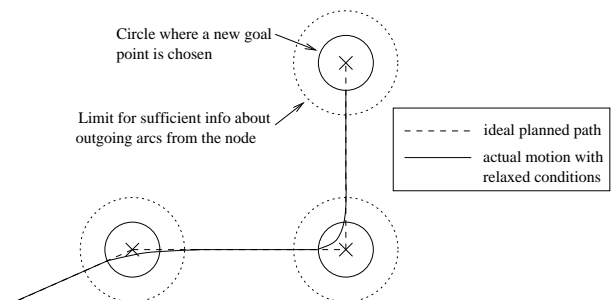 Circle where a new goal
point is chosen
Limit for sufficient info about
outgoing arcs from the node
ideal planned path
actual motion with
relaxed conditions